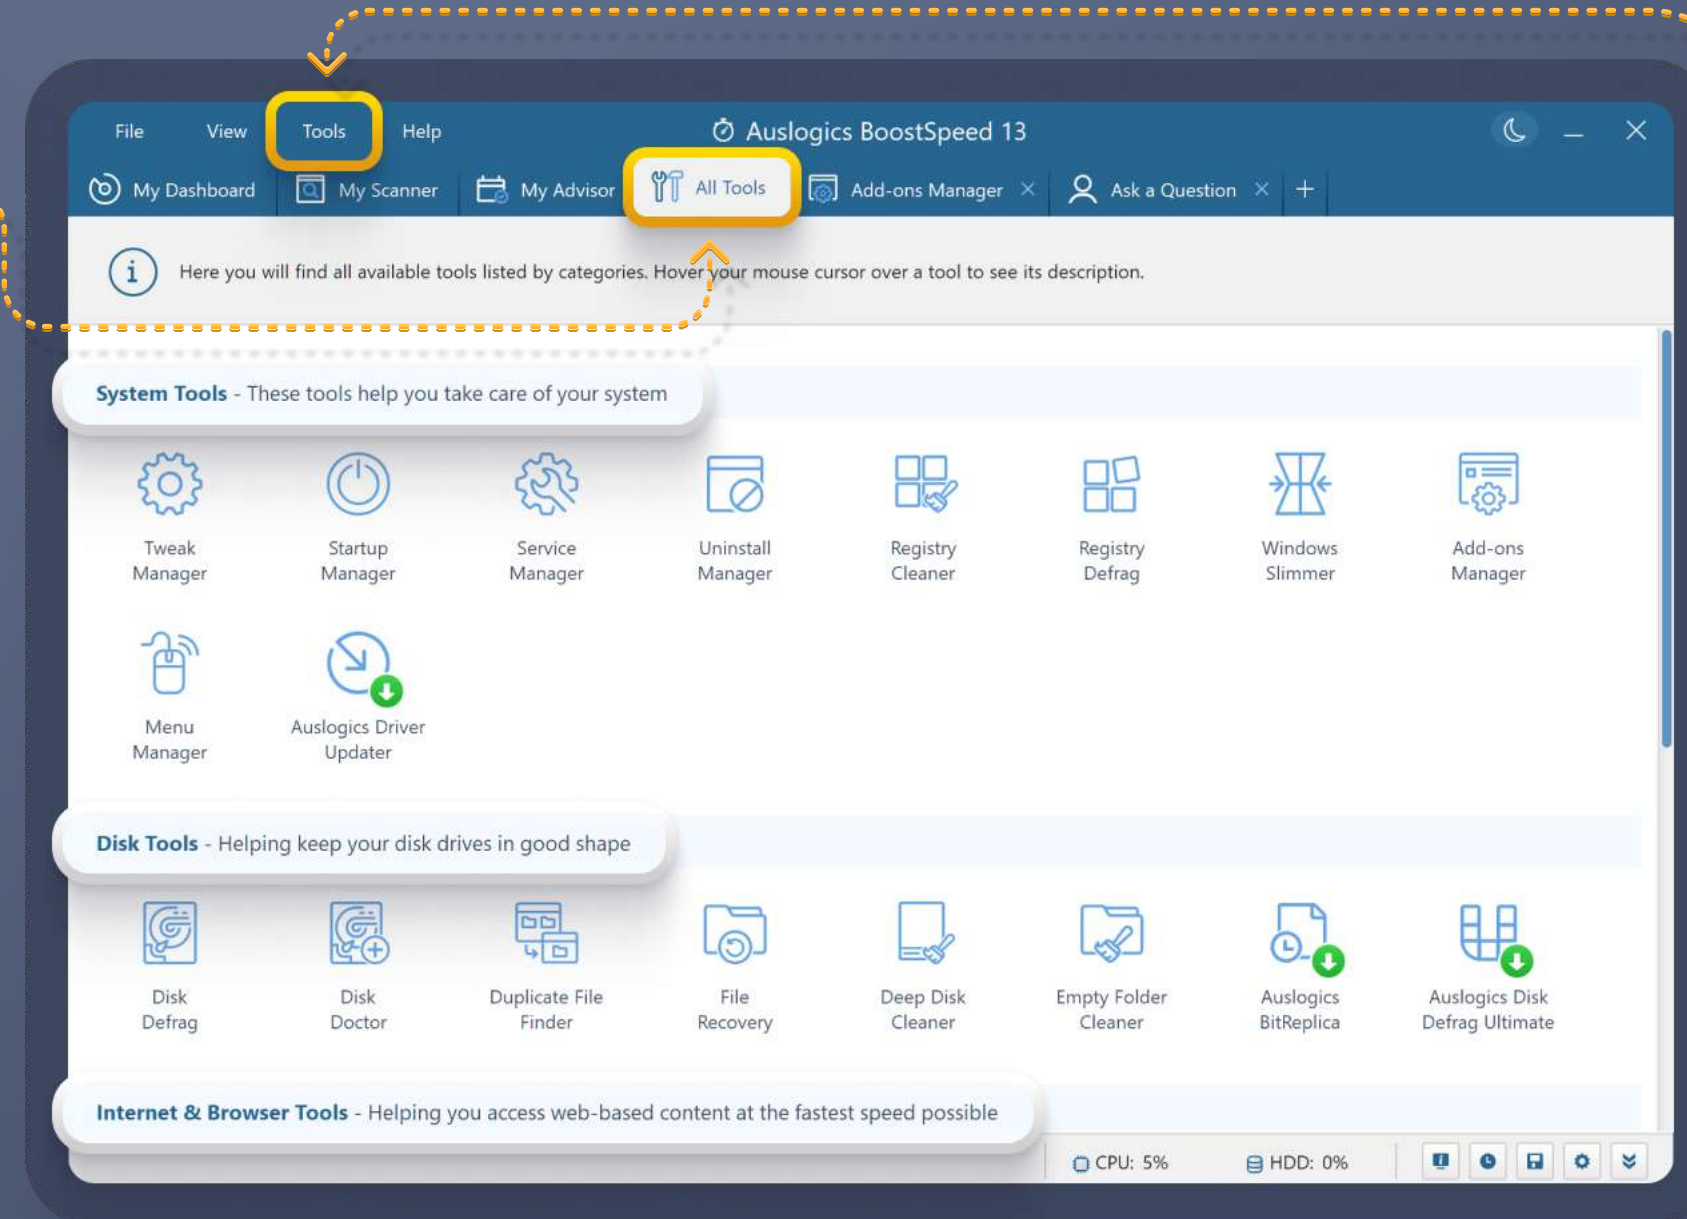 File View Tools Help Auslogics BoostSpeed 13
My Dashboard My Scanner My Advisor All Tools Add-ons Manager Ask a Question
Here you will find all available tools listed by categories. Hover your mouse cursor over a tool to see its description.
System Tools - These tools help you take care of your system
Tweak Manager
Startup Manager
Service Manager
Uninstall Manager
Registry Cleaner
Registry Defrag
Windows Slimmer
Add-ons Manager
Menu Manager
Auslogics Driver Updater
Disk Tools - Helping keep your disk drives in good shape
Disk Defrag
Disk Doctor
Duplicate File Finder
File Recovery
Deep Disk Cleaner
Empty Folder Cleaner
Auslogics BitReplica
Auslogics Disk Defrag Ultimate
Internet & Browser Tools - Helping you access web-based content at the fastest speed possible
CPU: 5% HDD: 0%